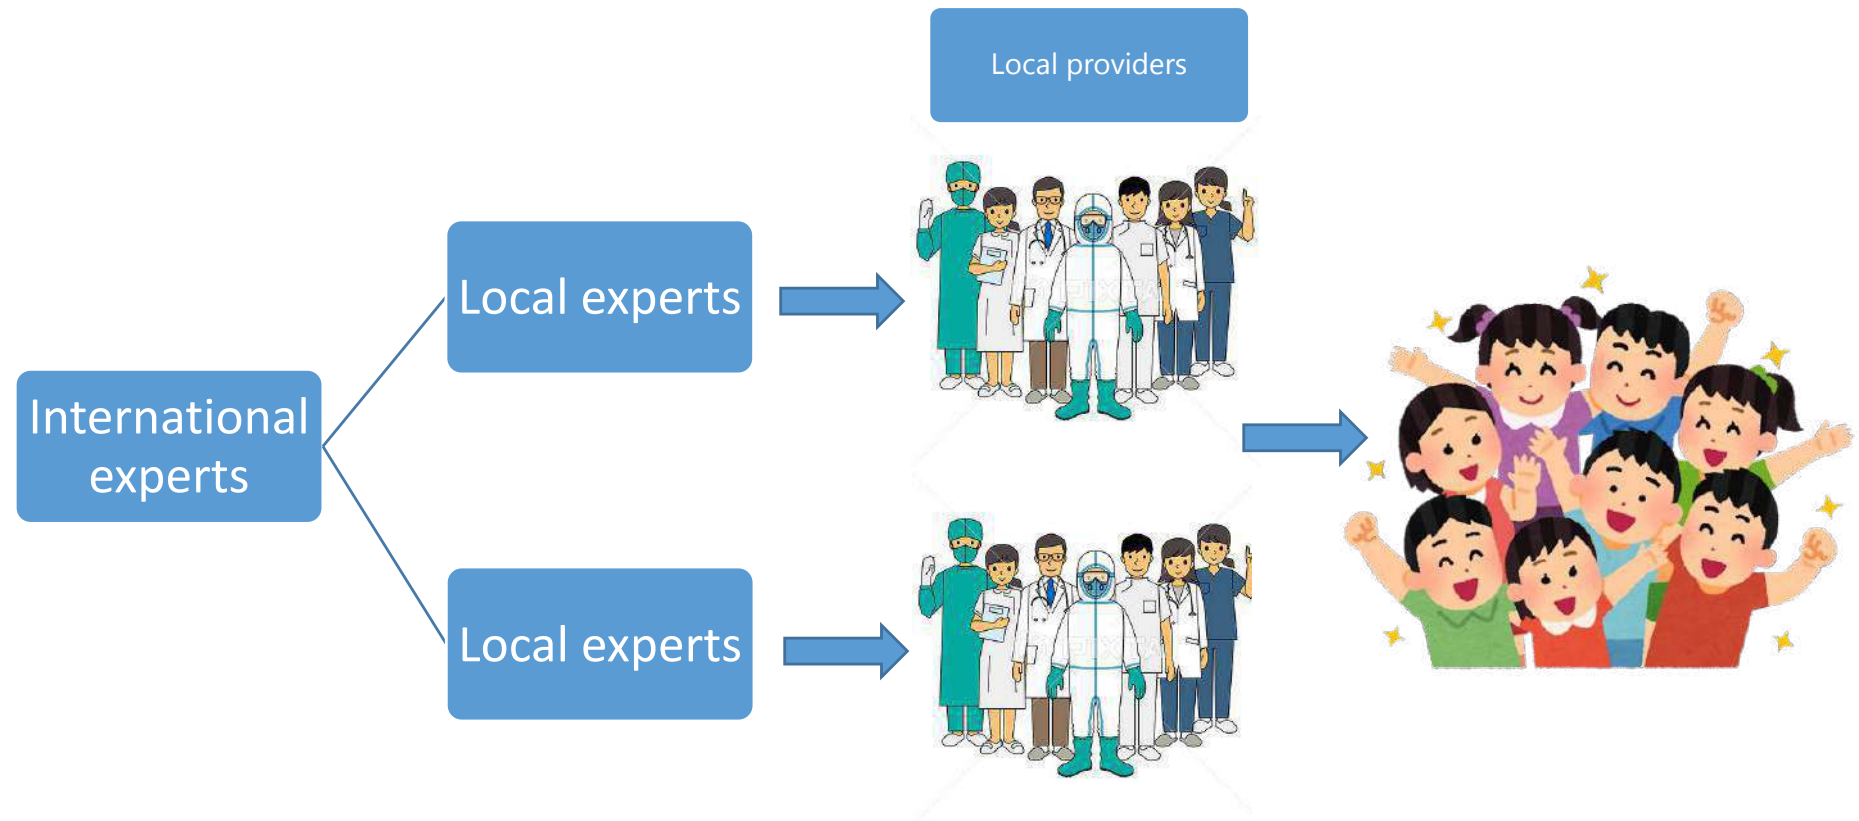 Local providers
Local experts
International
experts
Local experts